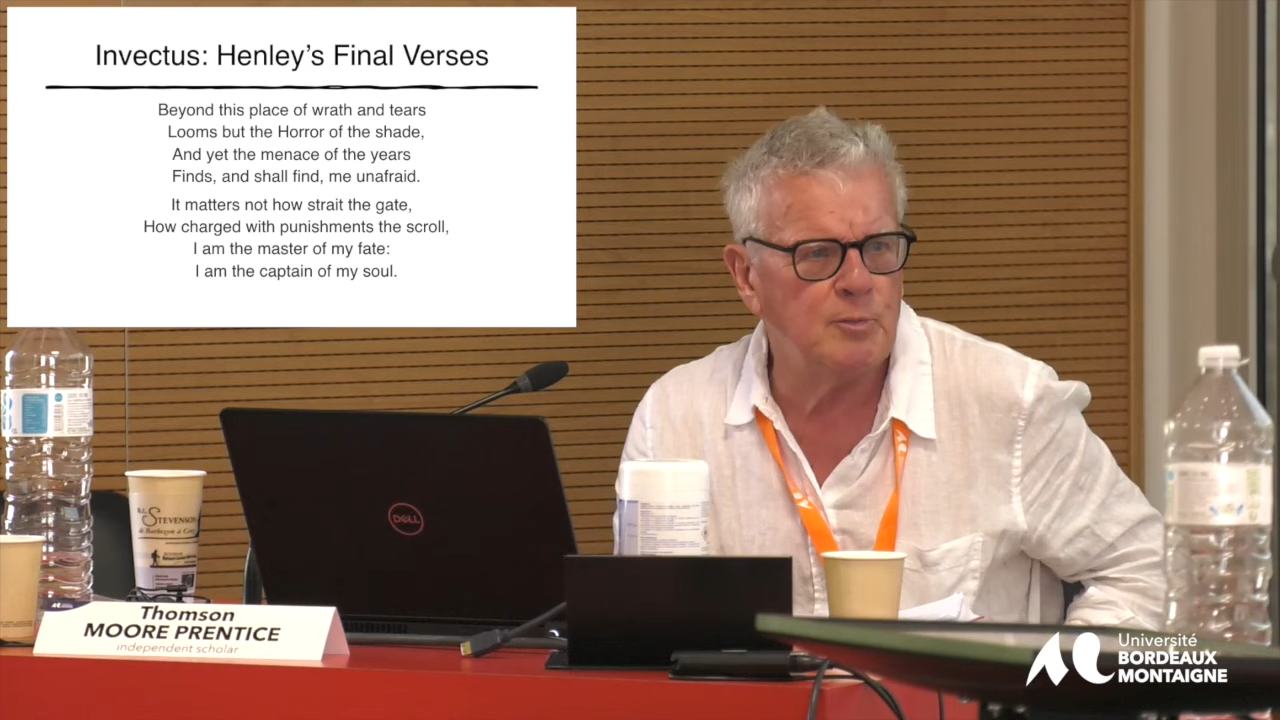 Invectus: Henley's Final Verses
Beyond this place of wrath and tears
Looms but the Horror of the shade,
And yet the menace of the years
Finds, and shall find, me unafraid.
It matters not how strait the gate,
How charged with punishments the scroll,
I am the master of my fate:
I am the captain of my soul.
STEVENSON
DELL
Thomson
MOORE PRENTICE
independent scholar
Université
BORDEAUX
MONTAIGNE